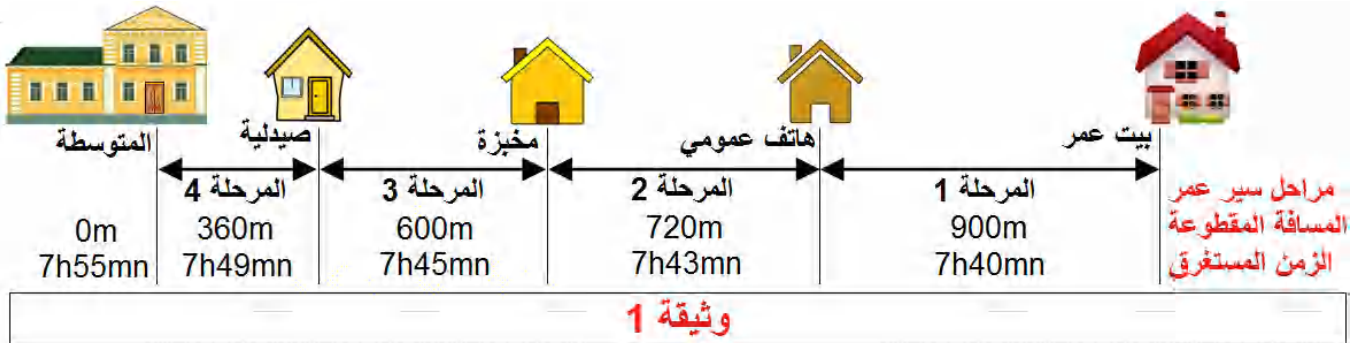 بيت عمر هاتف عمومي مخبزة صيدلية المتوسطة
مراحل سير عمر المرحلة 1 المرحلة 2 المرحلة 3 المرحلة 4
المسافة المقطوعة 900m 720m 600m 360m 0m
الزمن المستغرق 7h40mn 7h43mn 7h45mn 7h49mn 7h55mn
وثيقة 1